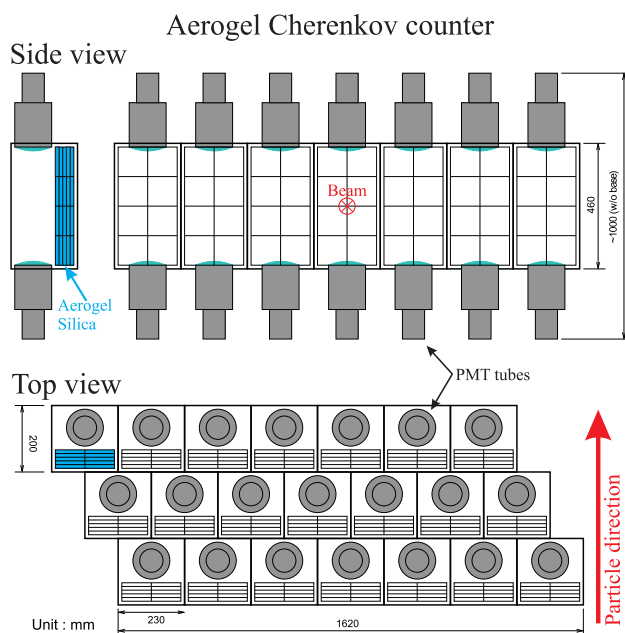 Aerogel Cherenkov counter
Side view
Beam
460
~1000 (w/o base)
Aerogel
Silica
PMT tubes
Top view
200
Particle direction
230
1620
Unit : mm